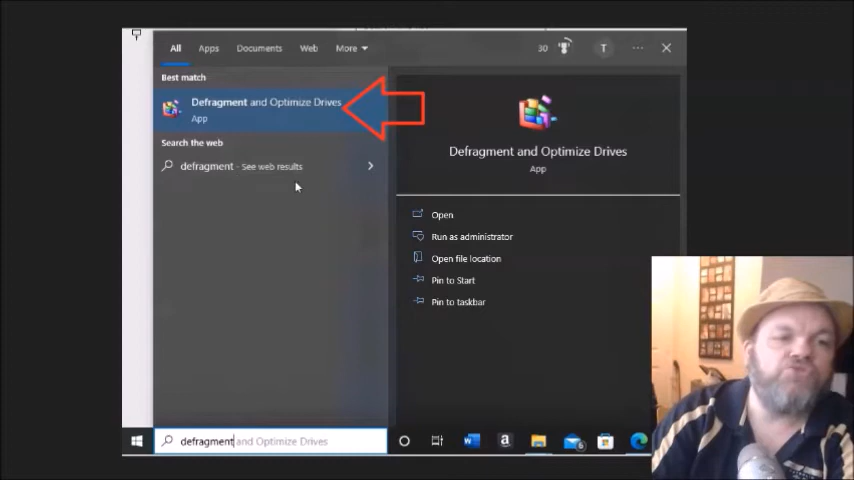 All Apps Documents Web More 30 T
Best match
Defragment and Optimize Drives
App
Search the web
defragment - See web results
Defragment and Optimize Drives
App
Open
Run as administrator
Open file location
Pin to Start
Pin to taskbar
defragment and Optimize Drives